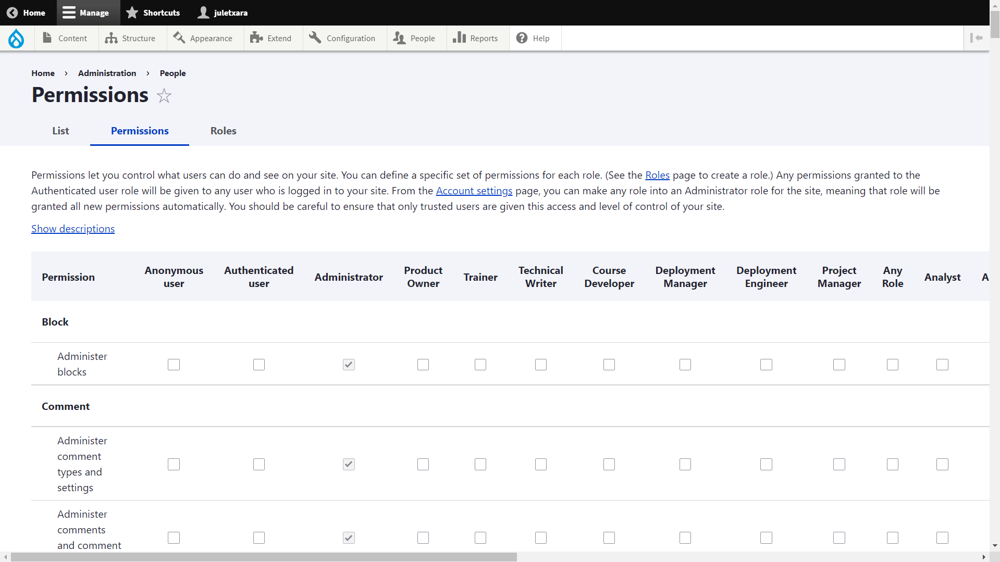 Home Manage Shortcuts juletxara
Content Structure Appearance Extend Configuration People Reports Help
Home › Administration › People
Permissions
List Permissions Roles
Permissions let you control what users can do and see on your site. You can define a specific set of permissions for each role. (See the Roles page to create a role.) Any permissions granted to the
Authenticated user role will be given to any user who is logged in to your site. From the Account settings page, you can make any role into an Administrator role for the site, meaning that role will be
granted all new permissions automatically. You should be careful to ensure that only trusted users are given this access and level of control of your site.
Show descriptions
Permission
Anonymous
user
Authenticated
user
Administrator
Product
Owner
Trainer
Technical
Writer
Course
Developer
Deployment
Manager
Deployment
Engineer
Project
Manager
Any
Role
Analyst
A
Block
Administer
blocks
Comment
Administer
comment
types and
settings
Administer
comments
and comment